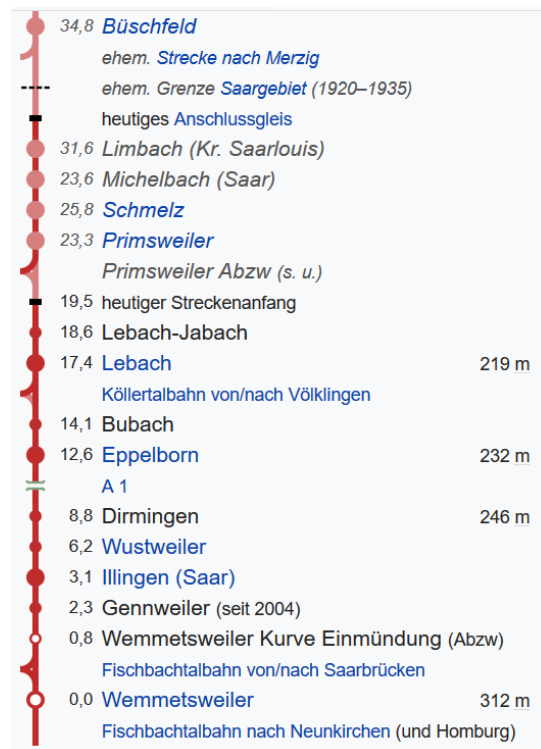 34,8 Büschfeld
ehem. Strecke nach Merzig
ehem. Grenze Saargebiet (1920–1935)
heutiges Anschlussgleis
31,6 Limbach (Kr. Saarlouis)
23,6 Michelbach (Saar)
25,8 Schmelz
23,3 Primsweiler
Primsweiler Abzw (s. u.)
19,5 heutiger Streckenanfang
18,6 Lebach-Jabach
17,4 Lebach 219 m
Köllertalbahn von/nach Völklingen
14,1 Bubach
12,6 Eppelborn 232 m
A 1
8,8 Dirmingen 246 m
6,2 Wustweiler
3,1 Illingen (Saar)
2,3 Gennweiler (seit 2004)
0,8 Wemmetsweiler Kurve Einmündung (Abzw)
Fischbachtalbahn von/nach Saarbrücken
0,0 Wemmetsweiler 312 m
Fischbachtalbahn nach Neunkirchen (und Homburg)